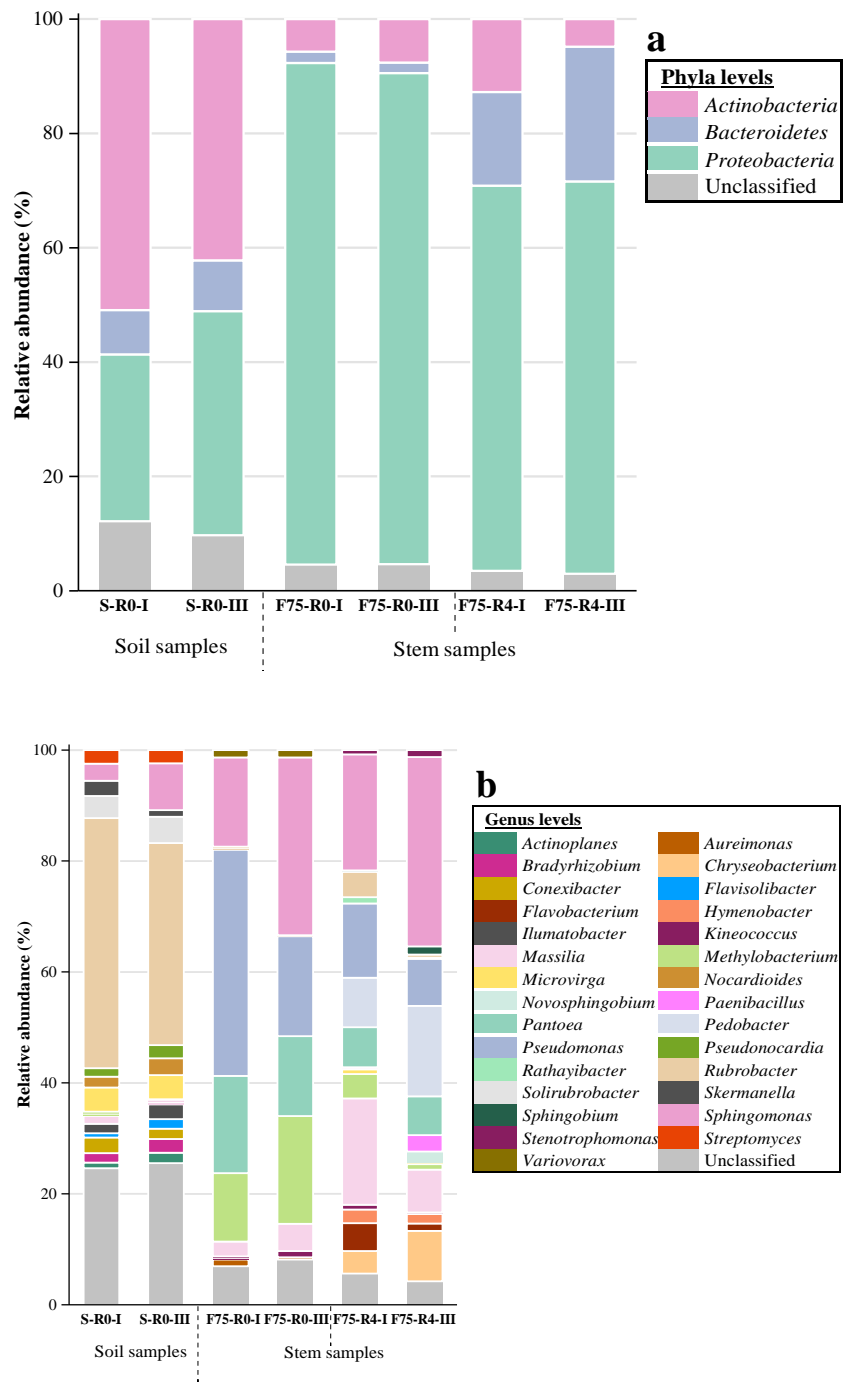 100
80
60
40
20
0
Relative abundance (%)
S-R0-I
S-R0-III
F75-R0-I
F75-R0-III
F75-R4-I
F75-R4-III
Soil samples
Stem samples
a
Phyla levels
Actinobacteria
Bacteroidetes
Proteobacteria
Unclassified
100
80
60
40
20
0
Relative abundance (%)
S-R0-I
S-R0-III
F75-R0-I
F75-R0-III
F75-R4-I
F75-R4-III
Soil samples
Stem samples
b
Genus levels
Actinoplanes
Aureimonas
Bradyrhizobium
Chryseobacterium
Conexibacter
Flavisolibacter
Flavobacterium
Hymenobacter
Ilumatobacter
Kineococcus
Massilia
Methylobacterium
Microvirga
Nocardioides
Novosphingobium
Paenibacillus
Pantoea
Pedobacter
Pseudomonas
Pseudonocardia
Rathayibacter
Rubrobacter
Solirubrobacter
Skermanella
Sphingobium
Sphingomonas
Stenotrophomonas
Streptomyces
Variovorax
Unclassified